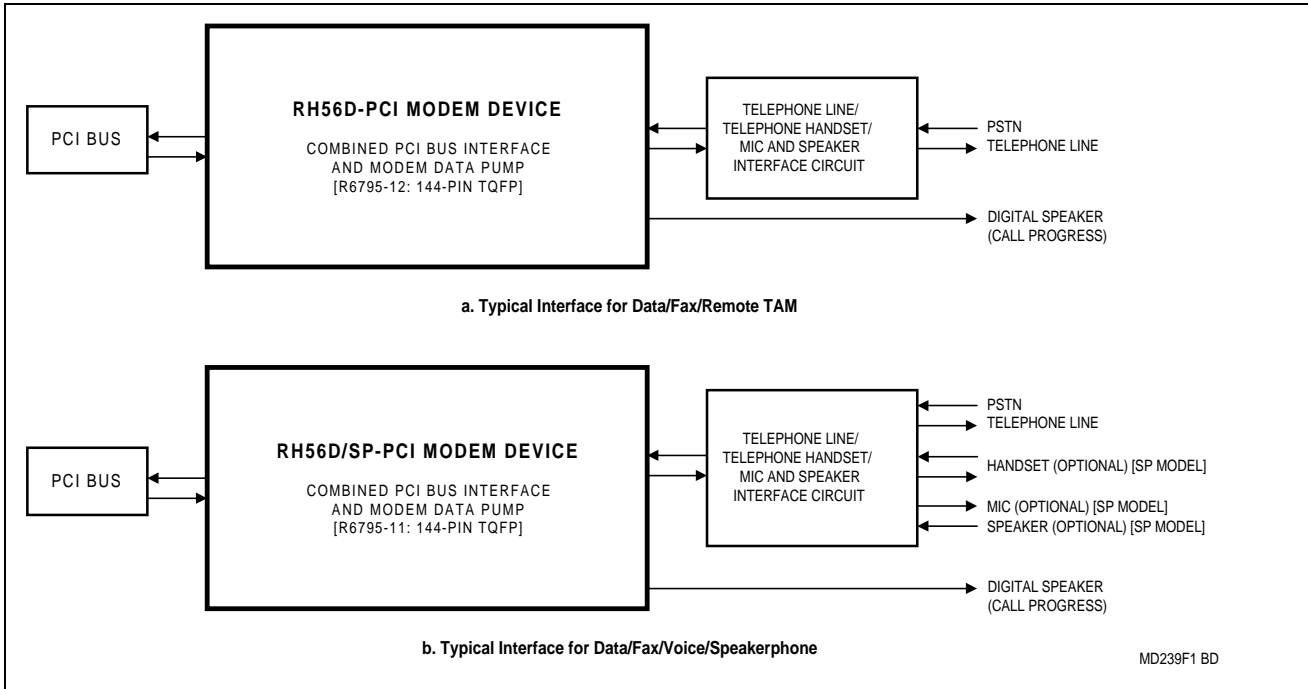 PCI BUS
RH56D-PCI MODEM DEVICE
COMBINED PCI BUS INTERFACE
AND MODEM DATA PUMP
[R6795-12: 144-PIN TQFP]
TELEPHONE LINE/
TELEPHONE HANDSET/
MIC AND SPEAKER
INTERFACE CIRCUIT
PSTN
TELEPHONE LINE
DIGITAL SPEAKER
(CALL PROGRESS)
a. Typical Interface for Data/Fax/Remote TAM
PCI BUS
RH56D/SP-PCI MODEM DEVICE
COMBINED PCI BUS INTERFACE
AND MODEM DATA PUMP
[R6795-11: 144-PIN TQFP]
TELEPHONE LINE/
TELEPHONE HANDSET/
MIC AND SPEAKER
INTERFACE CIRCUIT
PSTN
TELEPHONE LINE
HANDSET (OPTIONAL) [SP MODEL]
MIC (OPTIONAL) [SP MODEL]
SPEAKER (OPTIONAL) [SP MODEL]
DIGITAL SPEAKER
(CALL PROGRESS)
b. Typical Interface for Data/Fax/Voice/Speakerphone
MD239F1 BD